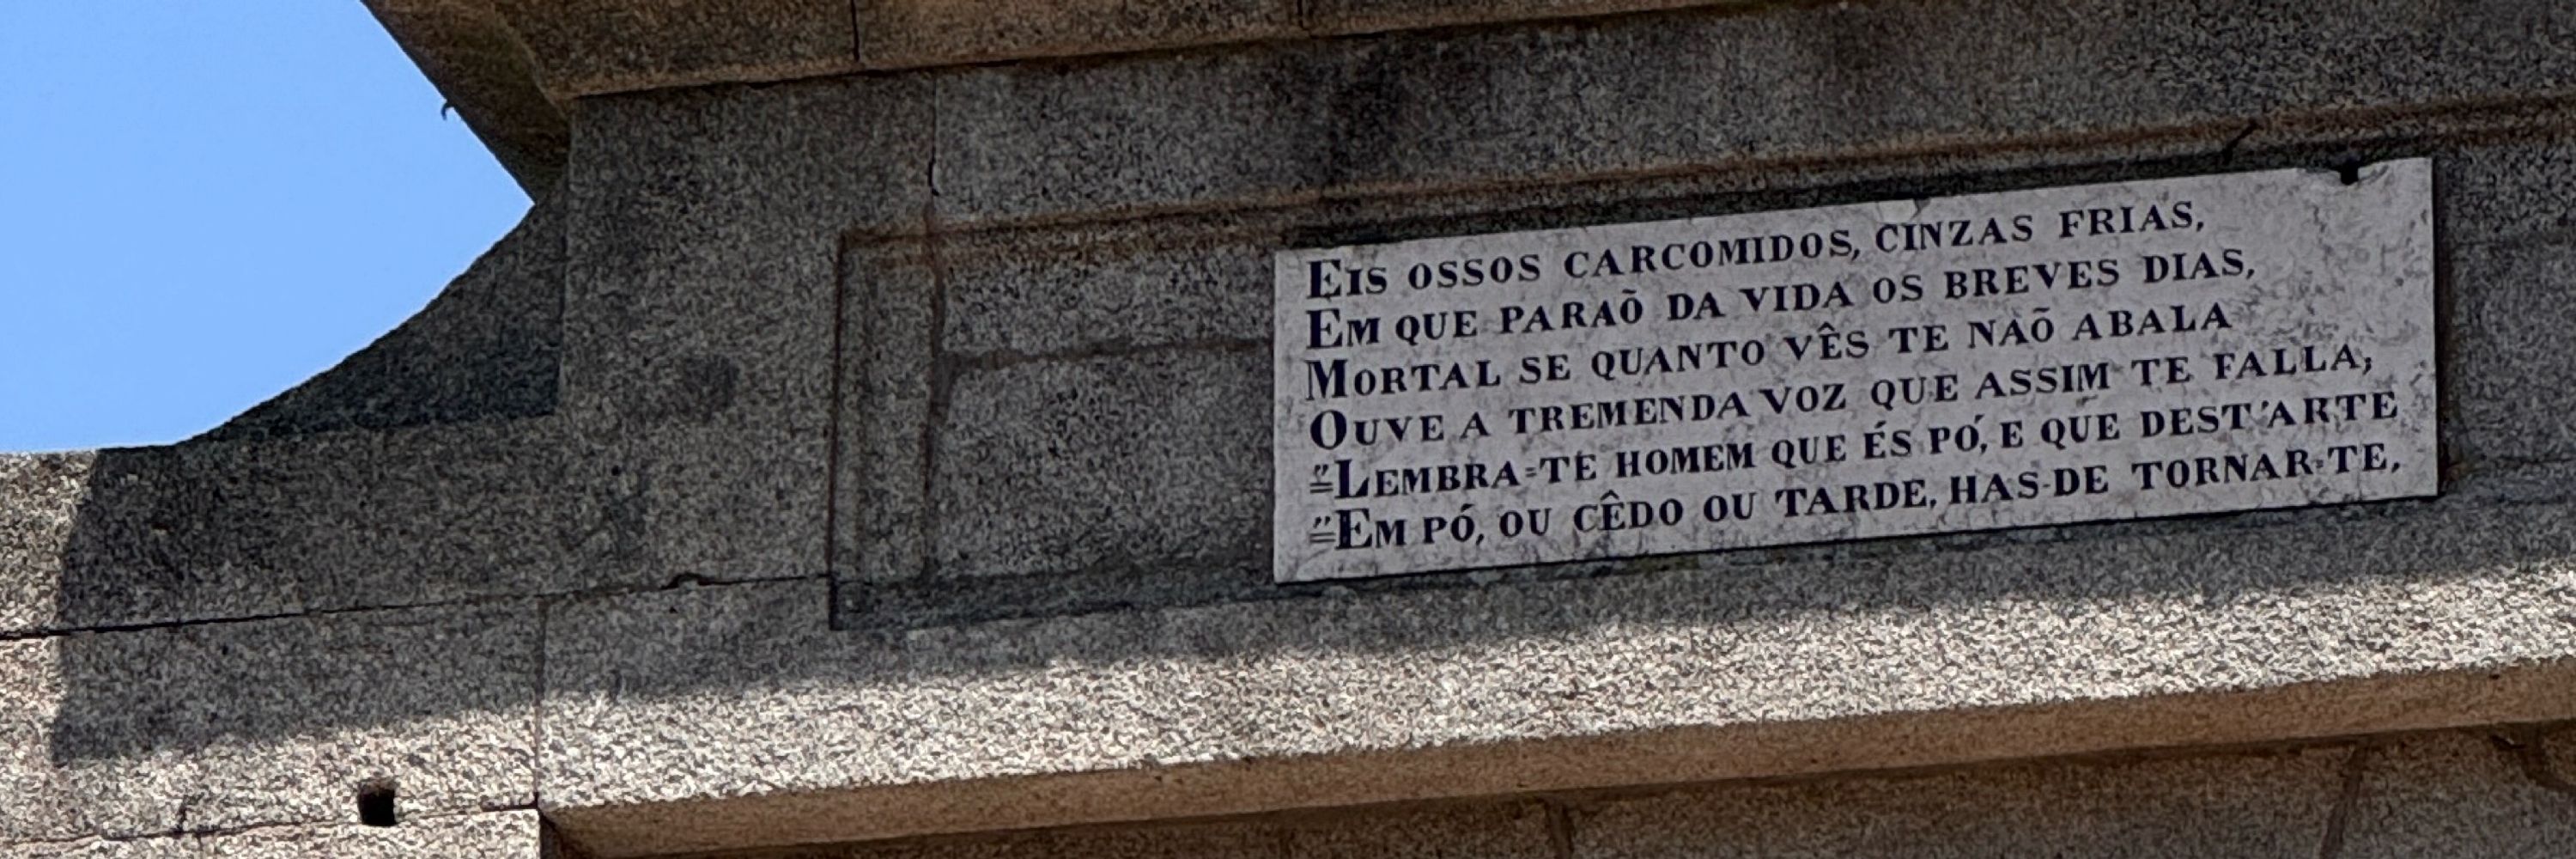 EIS OSSOS CARCOMIDOS, CINZAS FRIAS,
EM QUE PARAÕ DA VIDA OS BREVES DIAS,
MORTAL SE QUANTO VÊS TE NAÕ ABALA
OUVE A TREMENDA VOZ QUE ASSIM TE FALLA;
"LEMBRA=TE HOMEM QUE ÉS PÓ, E QUE DEST'ARTE
"EM PÓ, OU CÊDO OU TARDE, HAS-DE TORNAR=TE.